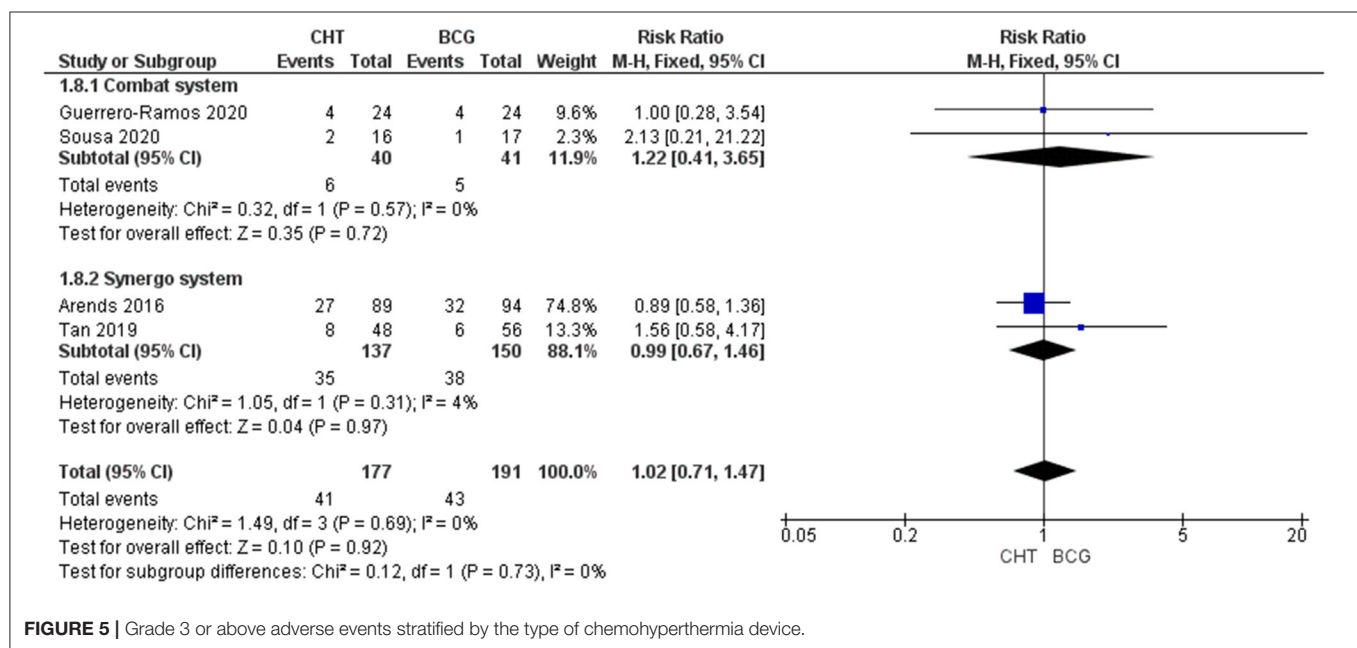 CHT BCG Risk Ratio Risk Ratio
Study or Subgroup Events Total Events Total Weight M-H, Fixed, 95% CI M-H, Fixed, 95% CI
1.8.1 Combat system
Guerrero-Ramos 2020 4 24 4 24 9.6% 1.00 [0.28, 3.54]
Sousa 2020 2 16 1 17 2.3% 2.13 [0.21, 21.22]
Subtotal (95% CI) 40 41 11.9% 1.22 [0.41, 3.65]
Total events 6 5
Heterogeneity: Chi² = 0.32, df = 1 (P = 0.57); I² = 0%
Test for overall effect: Z = 0.35 (P = 0.72)
1.8.2 Synergo system
Arends 2016 27 89 32 94 74.8% 0.89 [0.58, 1.36]
Tan 2019 8 48 6 56 13.3% 1.56 [0.58, 4.17]
Subtotal (95% CI) 137 150 88.1% 0.99 [0.67, 1.46]
Total events 35 38
Heterogeneity: Chi² = 1.05, df = 1 (P = 0.31); I² = 4%
Test for overall effect: Z = 0.04 (P = 0.97)
Total (95% CI) 177 191 100.0% 1.02 [0.71, 1.47]
Total events 41 43
Heterogeneity: Chi² = 1.49, df = 3 (P = 0.69); I² = 0%
Test for overall effect: Z = 0.10 (P = 0.92)
Test for subgroup differences: Chi² = 0.12, df = 1 (P = 0.73), I² = 0%
0.05 0.2 1 5 20
CHT BCG
FIGURE 5 | Grade 3 or above adverse events stratified by the type of chemohyperthermia device.